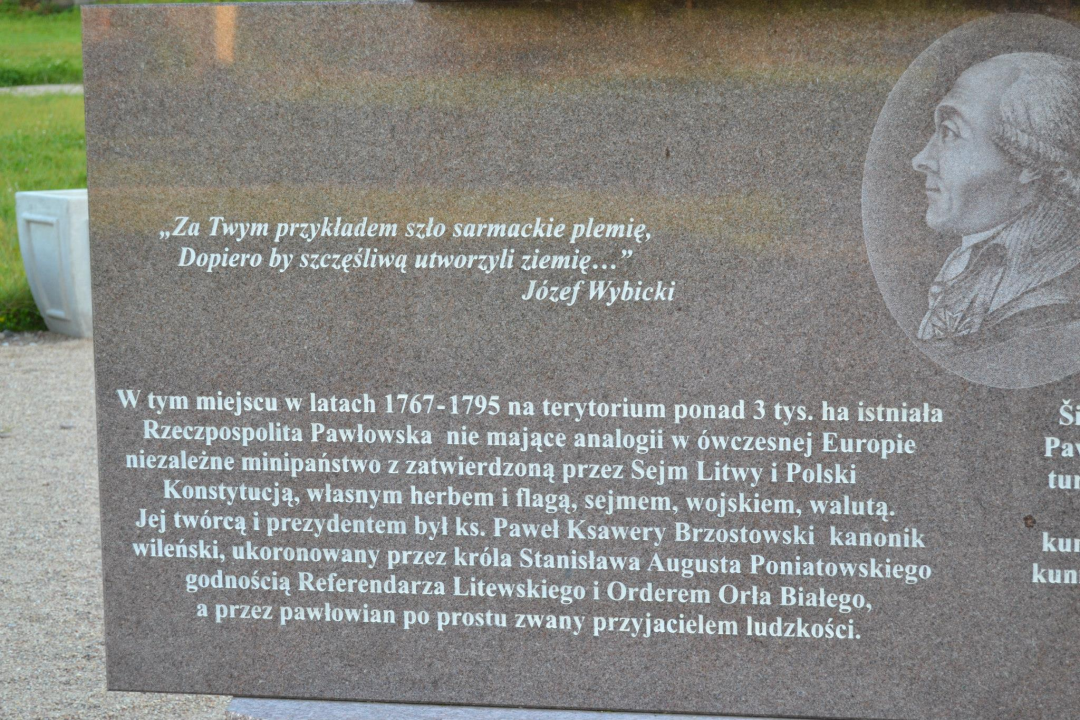 „Za Twym przykładem szło sarmackie plemię,
Dopiero by szczęśliwą utworzyli ziemię…”
Józef Wybicki
W tym miejscu w latach 1767-1795 na terytorium ponad 3 tys. ha istniała
Rzeczpospolita Pawłowska nie mające analogii w ówczesnej Europie
niezależne minipaństwo z zatwierdzoną przez Sejm Litwy i Polski
Konstytucją, własnym herbem i flagą, sejmem, wojskiem, walutą.
Jej twórcą i prezydentem był ks. Paweł Ksawery Brzostowski kanonik
wileński, ukoronowany przez króla Stanisława Augusta Poniatowskiego
godnością Referendarza Litewskiego i Orderem Orła Białego,
a przez pawłowian po prostu zwany przyjacielem ludzkości.